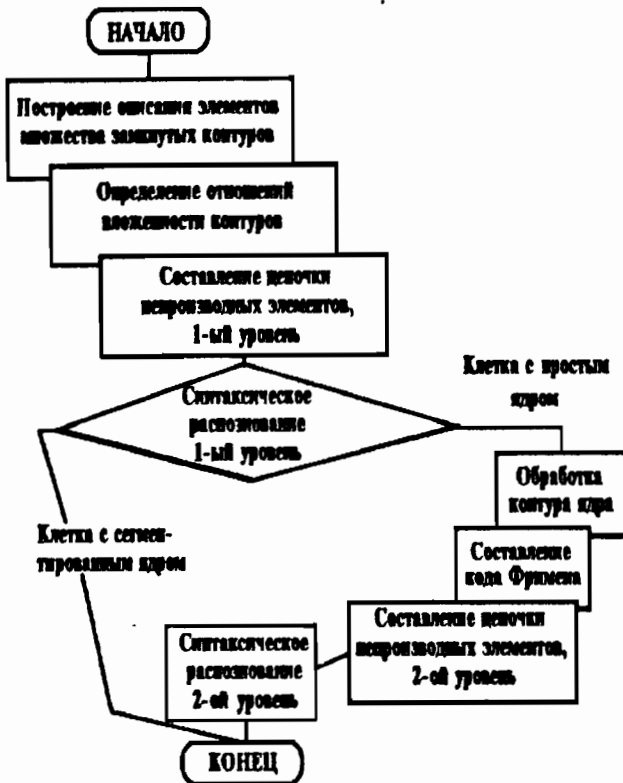 НАЧАЛО
Построение описания элементов
множества замкнутых контуров
Определение отношений
вложенности контуров
Составление цепочки
непроизводных элементов,
1-ый уровень
Синтаксическое
распознование
1-ый уровень
Клетка с простым
ядром
Обработка
контура ядра
Клетка с сегмен-
тированным ядром
Составление
кода Фримена
Составление цепочки
непроизводных элементов,
2-ой уровень
Синтаксическое
распознование
2-ой уровень
КОНЕЦ